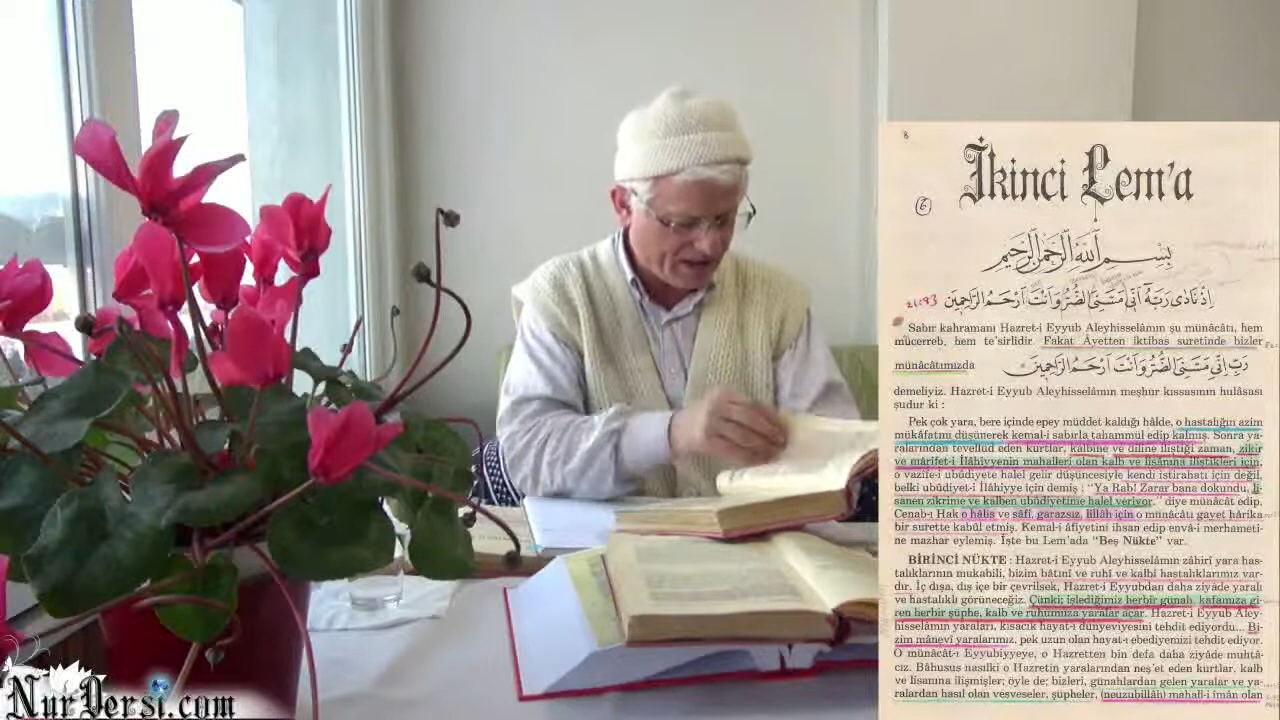 8
İkinci Lem'a
بِسْمِ اللّٰهِ الرَّحْمٰنِ الرَّحِيمِ
21:83 اِذْ نَادٰى رَبَّهُٓ اَنِّى مَسَّنِىَ الضُّرُّ وَاَنْتَ اَرْحَمُ الرَّاحِمِينَ
Sabır kahramanı Hazret-i Eyyub Aleyhisselâmın şu münâcâtı, hem
mücerreb, hem te'sirlidir. Fakat Âyetten iktibas suretinde bizler
münâcâtımızda رَبِّ اِنِّى مَسَّنِىَ الضُّرُّ وَاَنْتَ اَرْحَمُ الرَّاحِمِينَ
demeliyiz. Hazret-i Eyyub Aleyhisselâmın meşhur kıssasının hulâsası
şudur ki :
Pek çok yara, bere içinde epey müddet kaldığı hâlde, o hastalığın azîm
mükâfatını düşünerek kemal-i sabırla tahammül edip kalmış. Sonra ya-
ralarından tevellüd eden kurtlar, kalbine ve diline iliştiği zaman, zikir
ve mârifet-i İlâhiyyenin mahalleri olan kalb ve lisânına iliştikleri için,
o vazife-i ubûdiyete halel gelir düşüncesiyle kendi istirahati için değil,
belki ubûdiyet-i İlâhiyye için demiş : "Ya Rab! Zarar bana dokundu, li-
sanen zikrime ve kalben ubûdiyetime halel veriyor." diye münâcat edip,
Cenab-ı Hak o hâlis ve sâfi, garazsız, lillâh için o münâcâtı gayet hârika
bir surette kabûl etmiş. Kemal-i âfiyetini ihsan edip envâ-i merhameti-
ne mazhar eylemiş. İşte bu Lem'ada "Beş Nükte" var.
BİRİNCİ NÜKTE : Hazret-i Eyyub Aleyhisselâmın zâhirî yara has-
talıklarının mukabili, bizim bâtınî ve ruhî ve kalbî hastalıklarımız var-
dır. İç dışa, dış içe bir çevrilsek, Hazret-i Eyyubdan daha ziyade yaralı
ve hastalıklı görüneceğiz. Çünki: işlediğimiz herbir günah, kafamıza gi-
ren herbir şüphe, kalb ve ruhumuza yaralar açar. Hazret-i Eyyub Aley-
hisselâmın yaraları, kısacık hayat-ı dünyeviyesini tehdit ediyordu... Bi-
zim mânevî yaralarımız, pek uzun olan hayat-ı ebediyemizi tehdit ediyor.
O münâcât-ı Eyyubiyyeye, o Hazretten bin defa daha ziyade muhta-
cız. Bâhusus nasılki o Hazretin yaralarından neş'et eden kurtlar, kalb
ve lisanına ilişmişler; öyle de; bizleri, günahlardan gelen yaralar ve ya-
ralardan hasıl olan vesveseler, şüpheler, (neuzubillâh) mahall-i îmân olan
NurDersi.com